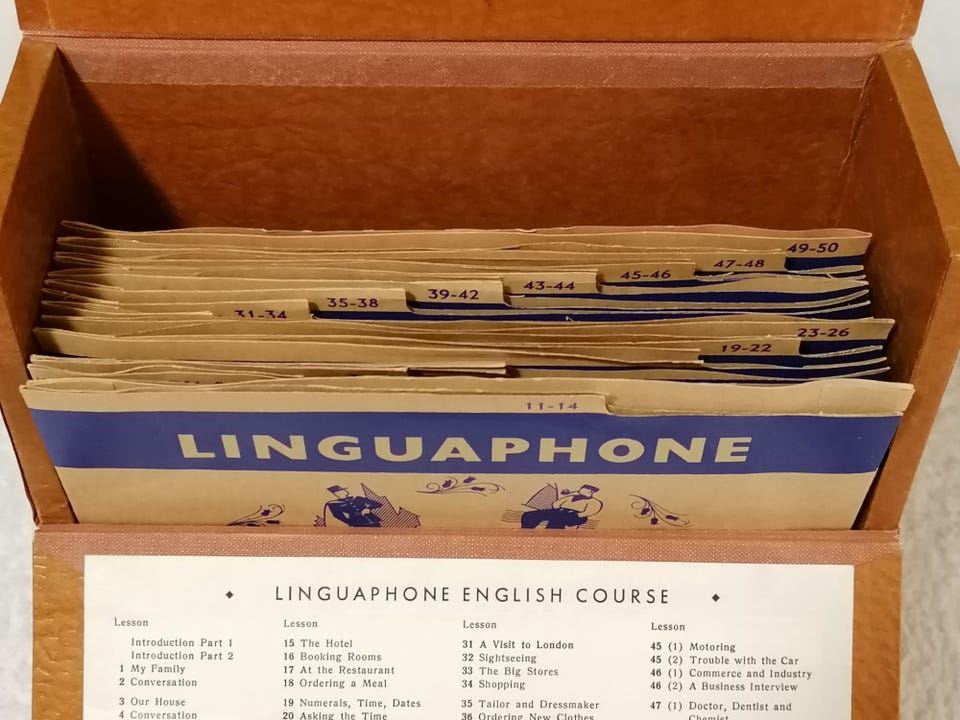 49-50
47-48
45-46
43-44
39-42
35-38
31-34
23-26
19-22
11-14
LINGUAPHONE
LINGUAPHONE ENGLISH COURSE
Lesson
Introduction Part 1
Introduction Part 2
1 My Family
2 Conversation
3 Our House
4 Conversation
Lesson
15 The Hotel
16 Booking Rooms
17 At the Restaurant
18 Ordering a Meal
19 Numerals, Time, Dates
20 Asking the Time
Lesson
31 A Visit to London
32 Sightseeing
33 The Big Stores
34 Shopping
35 Tailor and Dressmaker
36 Ordering New Clothes
Lesson
45 (1) Motoring
45 (2) Trouble with the Car
46 (1) Commerce and Industry
46 (2) A Business Interview
47 (1) Doctor, Dentist and
Chemist